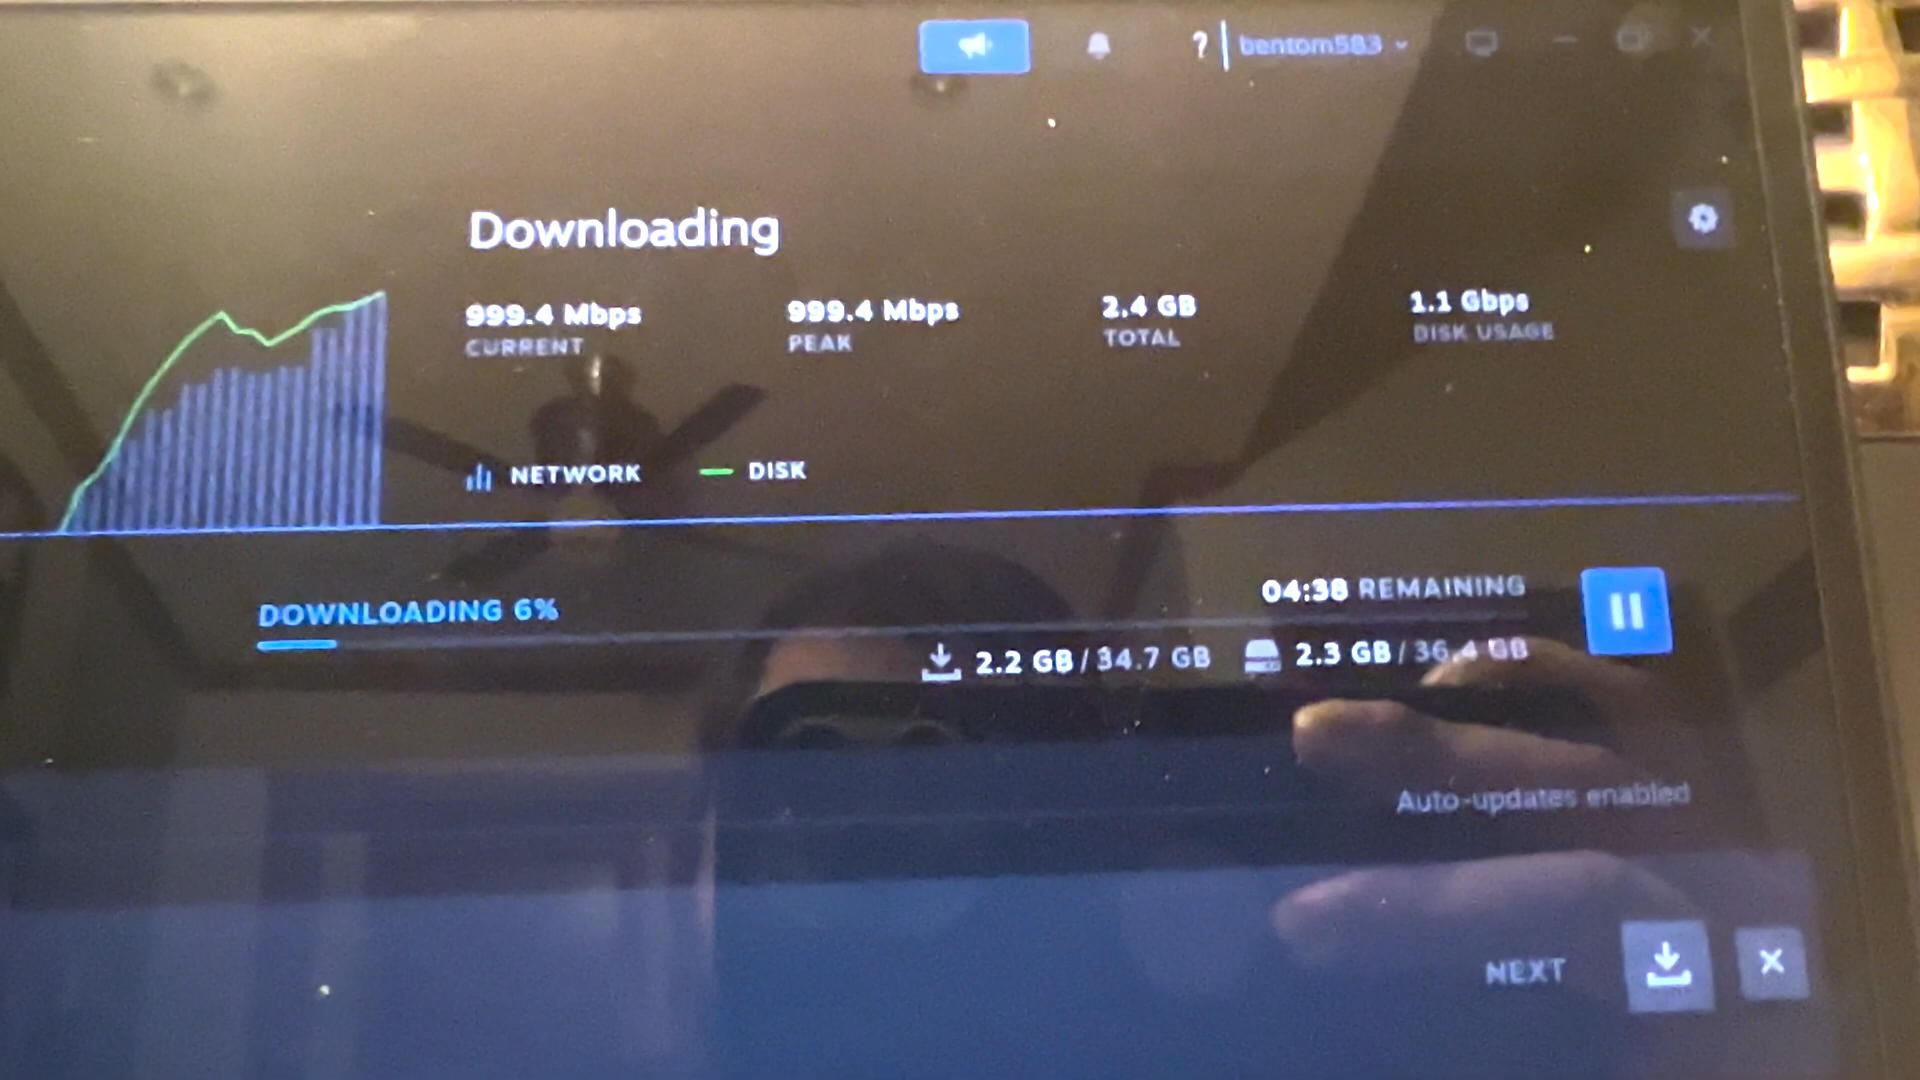 ? bentom583
Downloading
999.4 Mbps 999.4 Mbps 2.4 GB 1.1 Gbps
CURRENT PEAK TOTAL DISK USAGE
NETWORK DISK
DOWNLOADING 6% 04:38 REMAINING
2.2 GB / 34.7 GB 2.3 GB / 36.4 GB
Auto-updates enabled
NEXT